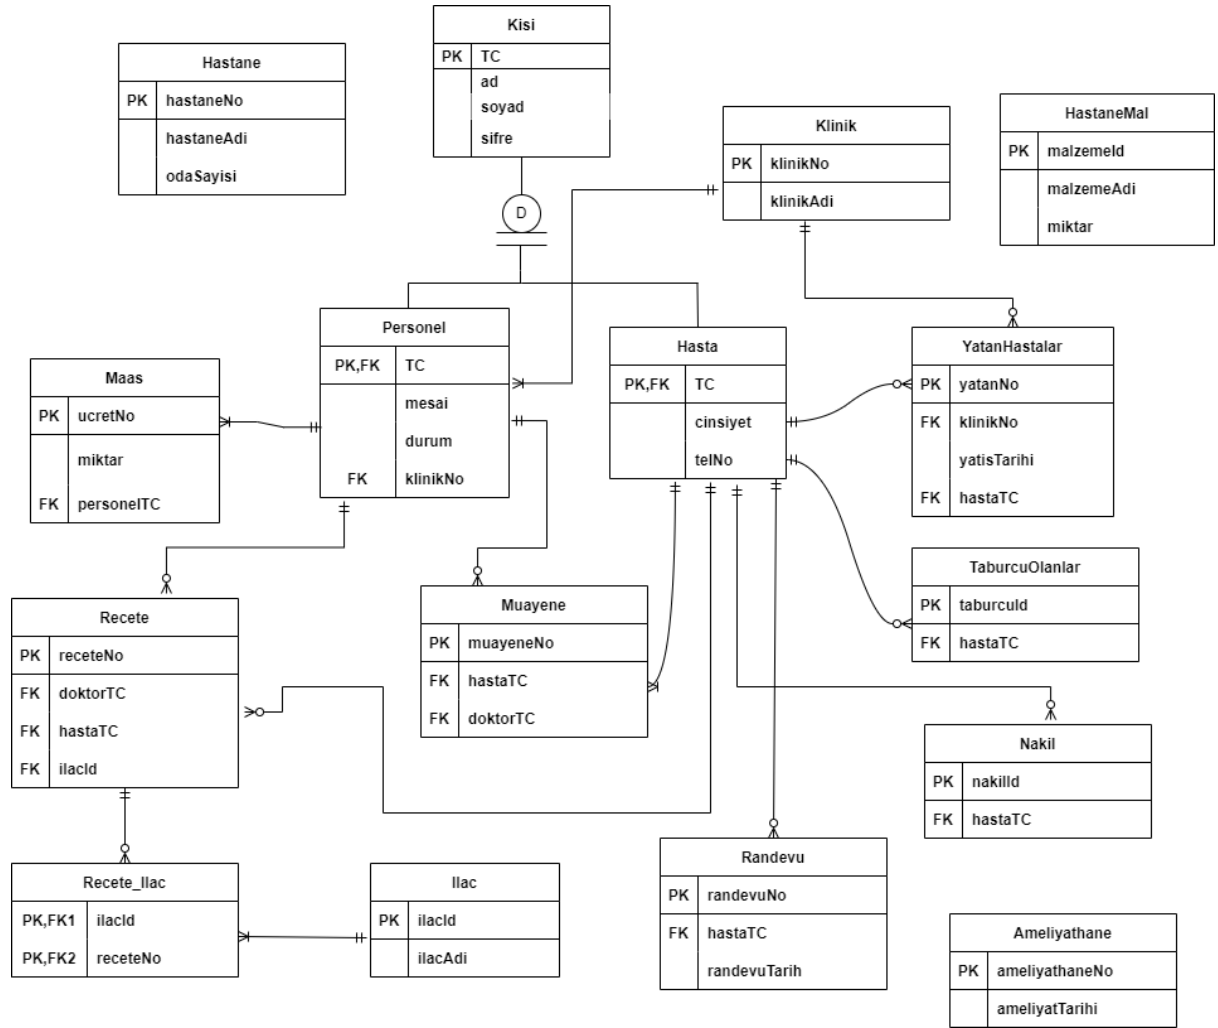 Kisi
PK TC
ad
soyad
sifre
Hastane
PK hastaneNo
hastaneAdi
odaSayisi
Klinik
PK klinikNo
klinikAdi
HastaneMal
PK malzemeId
malzemeAdi
miktar
D
Personel
PK,FK TC
mesai
durum
FK klinikNo
Hasta
PK,FK TC
cinsiyet
telNo
YatanHastalar
PK yatanNo
FK klinikNo
yatisTarihi
FK hastaTC
Maas
PK ucretNo
miktar
FK personelTC
TaburcuOlanlar
PK taburcuId
FK hastaTC
Recete
PK receteNo
FK doktorTC
FK hastaTC
FK ilacId
Muayene
PK muayeneNo
FK hastaTC
FK doktorTC
Nakil
PK nakilId
FK hastaTC
Randevu
PK randevuNo
FK hastaTC
randevuTarih
Recete_Ilac
PK,FK1 ilacId
PK,FK2 receteNo
Ilac
PK ilacId
ilacAdi
Ameliyathane
PK ameliyathaneNo
ameliyatTarihi